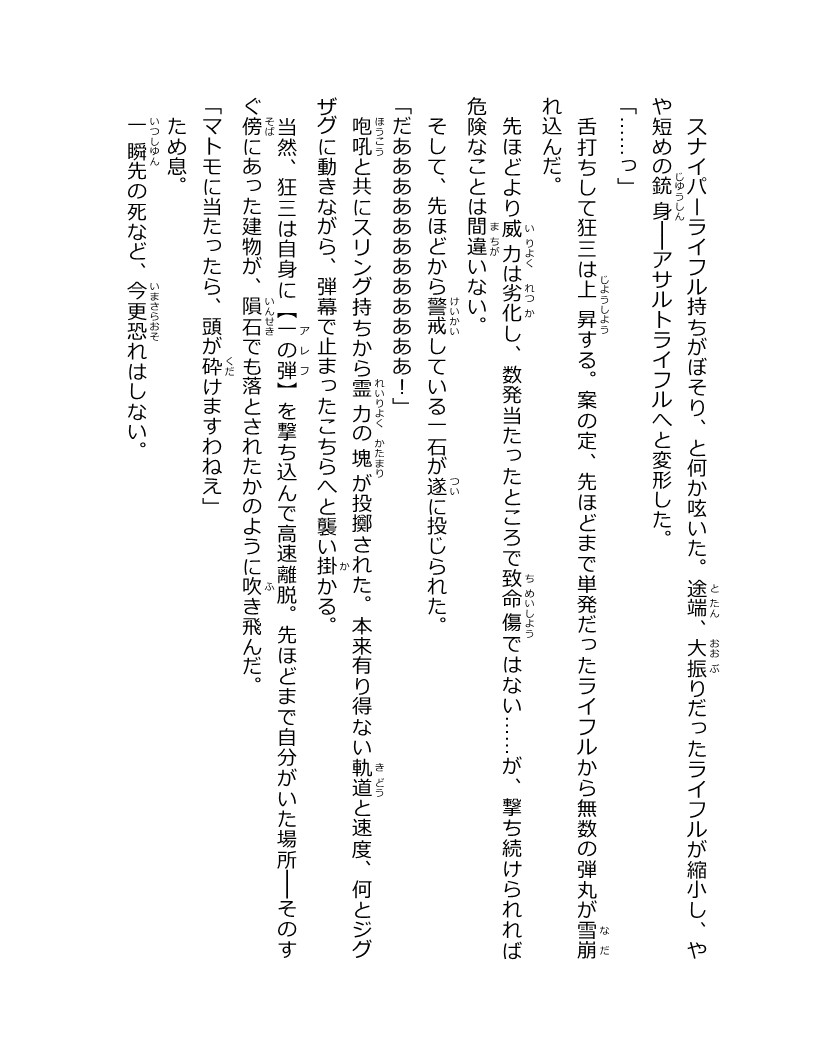 スナイパーライフル持ちがぼそり、と何か呟いた。途端、大振りだったライフルが縮小し、や
や短めの銃身──アサルトライフルへと変形した。
「……っ」
舌打ちして狂三は上昇する。案の定、先ほどまで単発だったライフルから無数の弾丸が雪崩
れ込んだ。
先ほどより威力は劣化し、数発当たったところで致命傷ではない……が、撃ち続けられれば
危険なことは間違いない。
そして、先ほどから警戒している一石が遂に投じられた。
「だあああああああああああ！」
咆吼と共にスリング持ちから霊力の塊が投擲された。本来有り得ない軌道と速度、何とジグ
ザグに動きながら、弾幕で止まったこちらへと襲い掛かる。
当然、狂三は自身に【一の弾】を撃ち込んで高速離脱。先ほどまで自分がいた場所──そのす
ぐ傍にあった建物が、隕石でも落とされたかのように吹き飛んだ。
「マトモに当たったら、頭が砕けますわねえ」
ため息。
一瞬先の死など、今更恐れはしない。